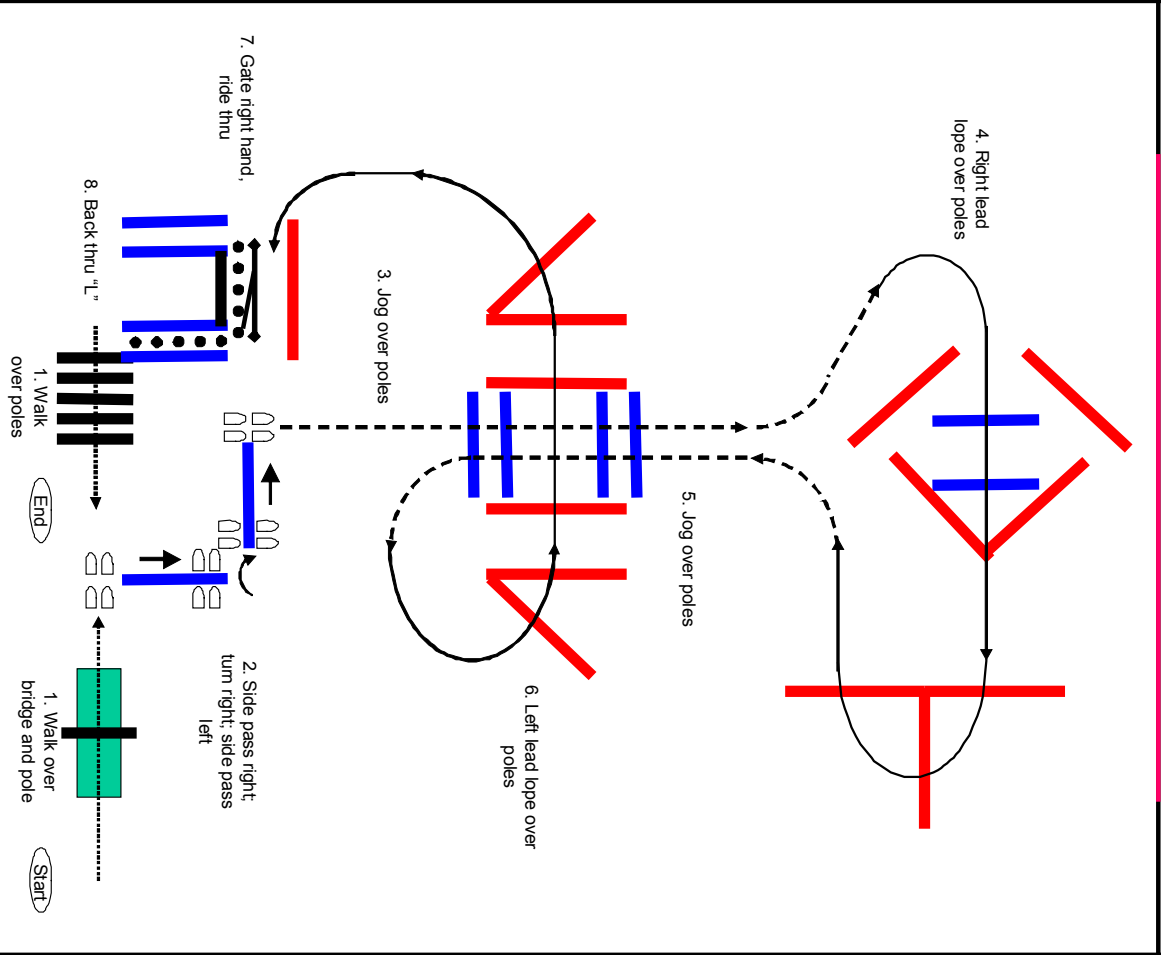 Start
1. Walk over
bridge and pole
2. Side pass right;
turn right; side pass
left
3. Jog over poles
4. Right lead
lope over poles
5. Jog over poles
6. Left lead lope over
poles
7. Gate right hand,
ride thru
8. Back thru “L”
1. Walk
over poles
End